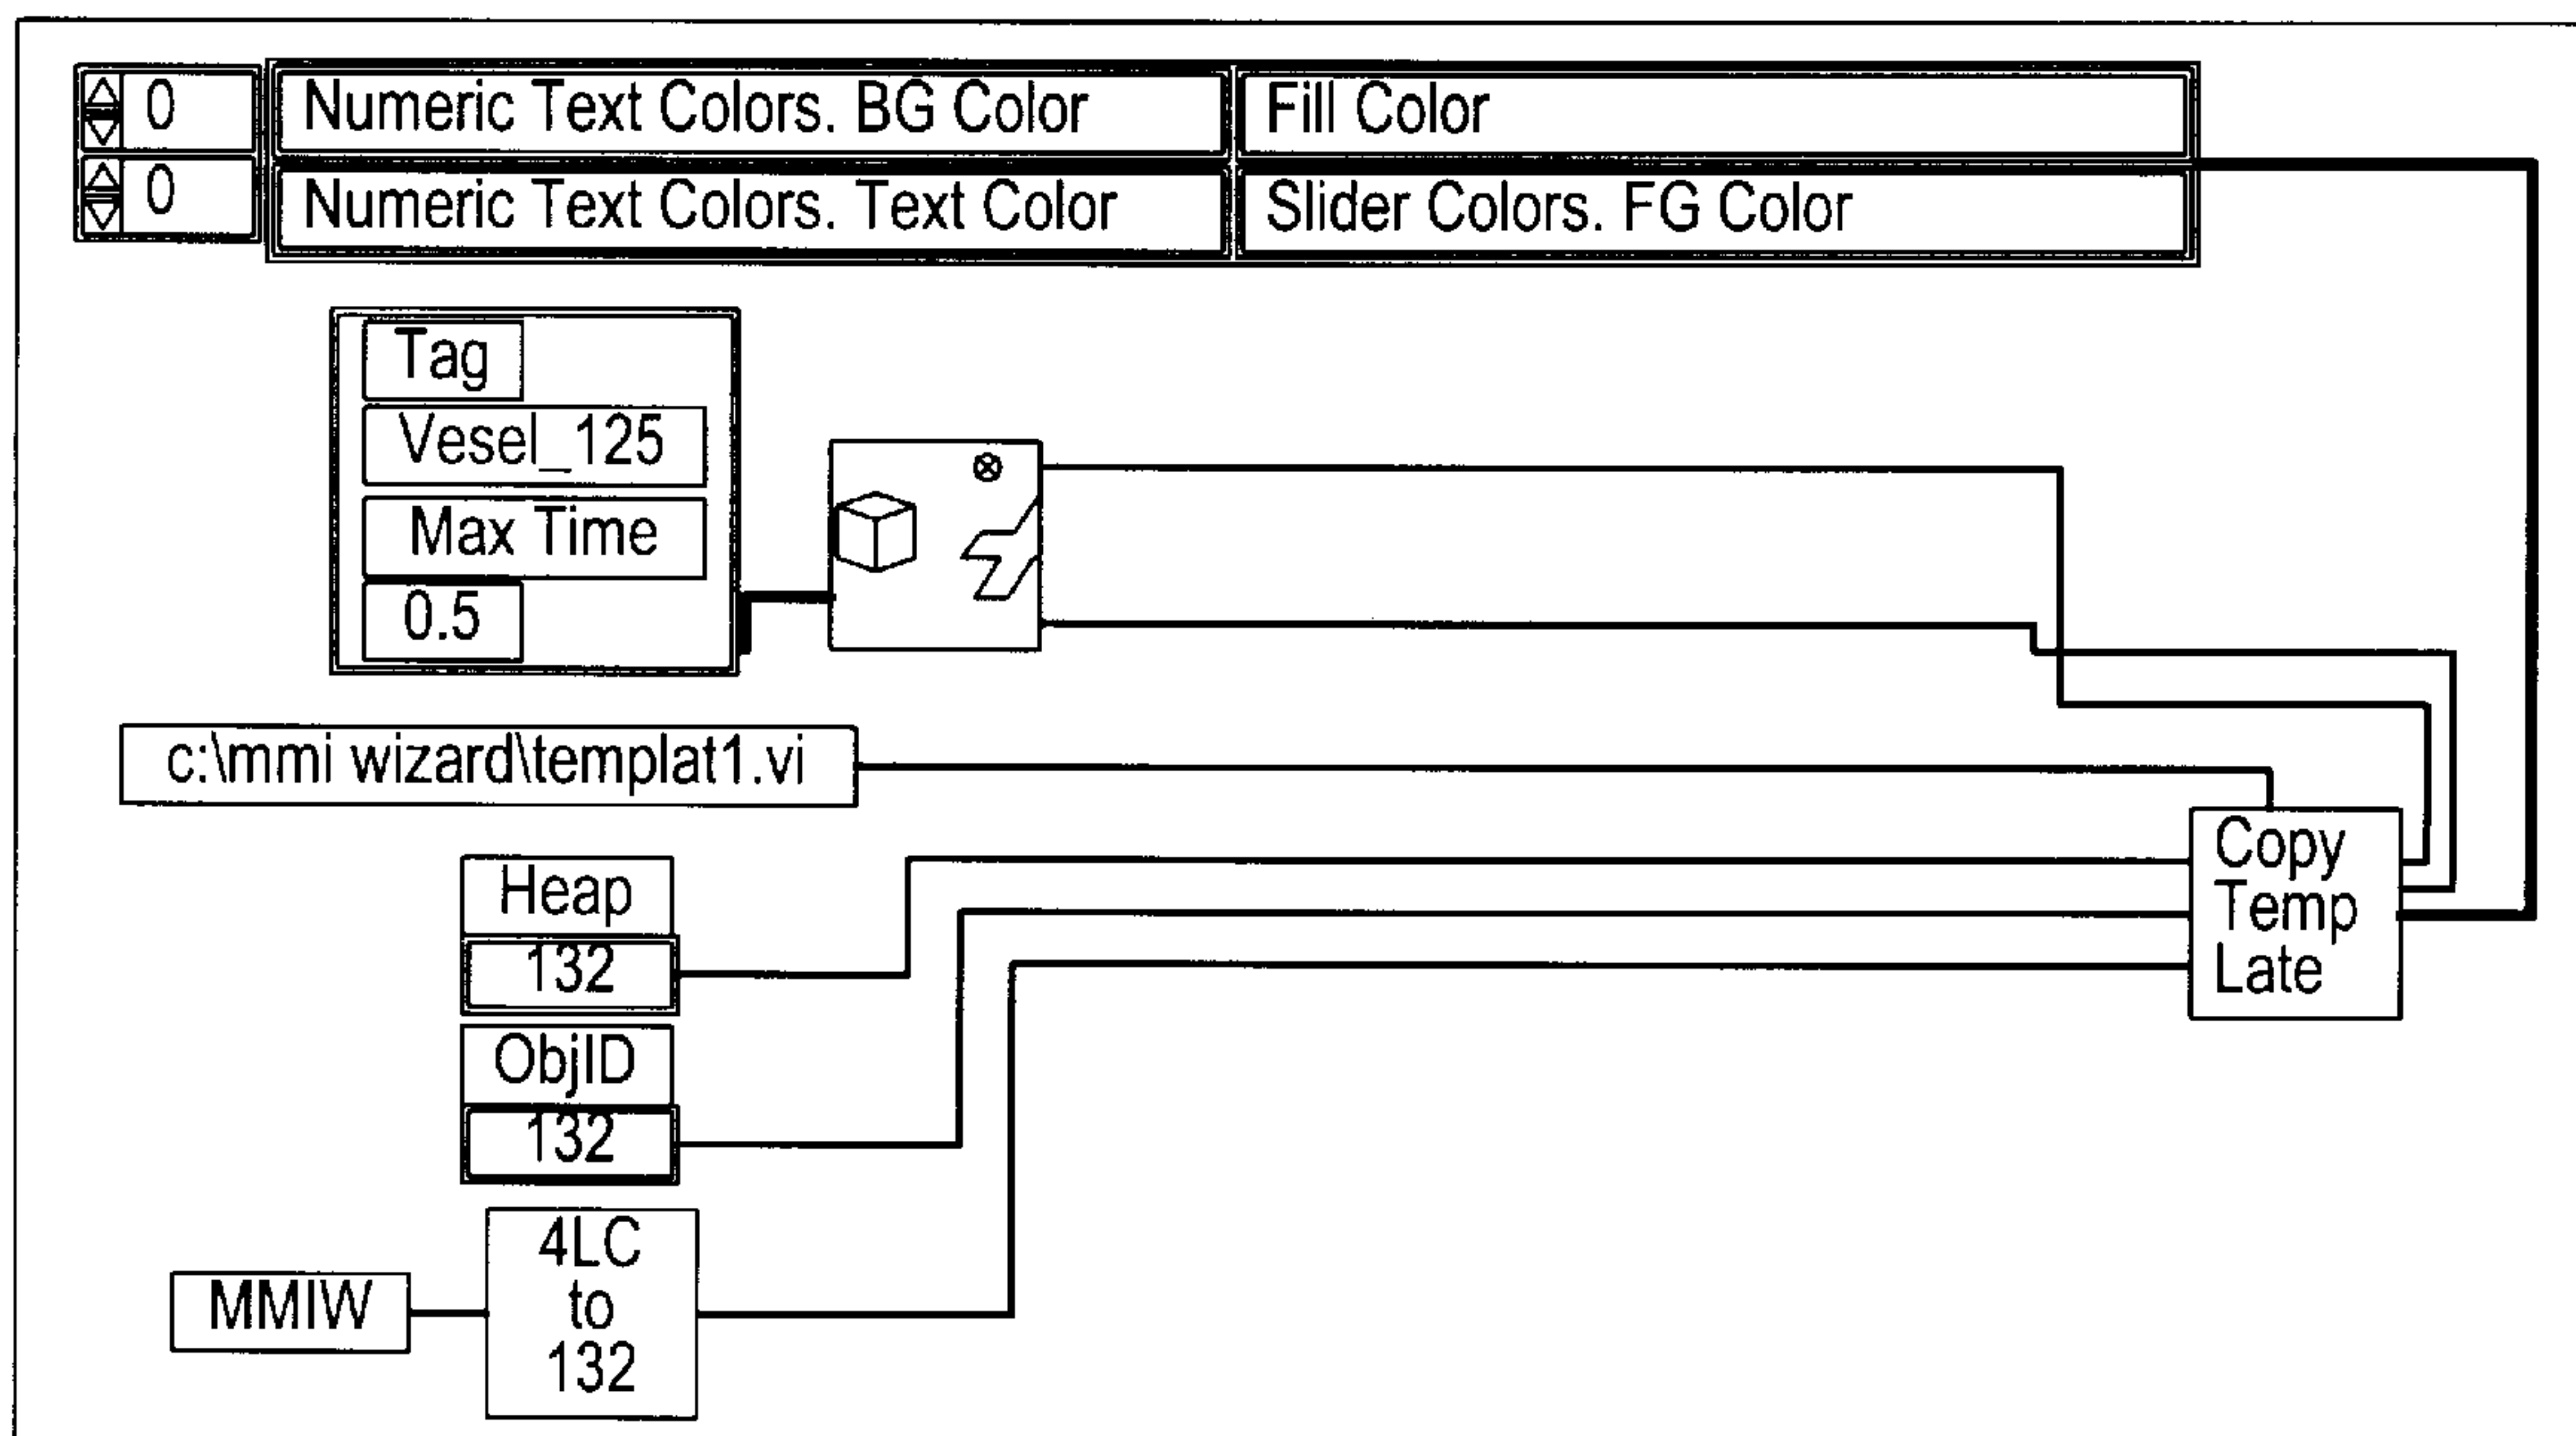 0 Numeric Text Colors. BG Color Fill Color
0 Numeric Text Colors. Text Color Slider Colors. FG Color
Tag
Vesel_125
Max Time
0.5
c:\mmi wizard\templat1.vi
Copy
Temp
Late
Heap
132
ObjID
132
4LC
to
132
MMIW